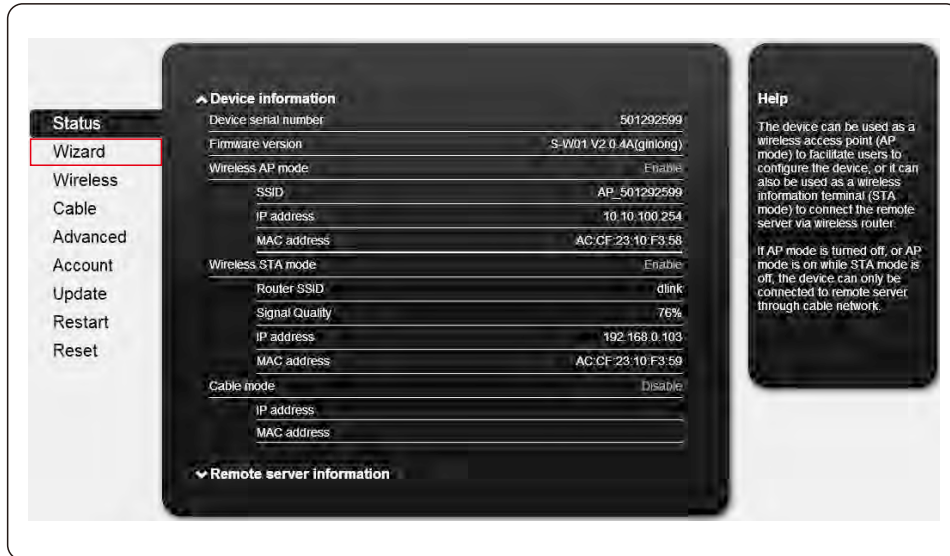 Status
Wizard
Wireless
Cable
Advanced
Account
Update
Restart
Reset
Device information
Device serial number 501292599
Firmware version S-W01 V2.0.4A(ginlong)
Wireless AP mode Enable
SSID AP_501292599
IP address 10.10.100.254
MAC address AC:CF:23:10:F3:58
Wireless STA mode Enable
Router SSID dlink
Signal Quality 76%
IP address 192.168.0.103
MAC address AC:CF:23:10:F3:59
Cable mode Disable
IP address
MAC address
Remote server information
Help
The device can be used as a
wireless access point (AP
mode) to facilitate users to
configure the device, or it can
also be used as a wireless
information terminal (STA
mode) to connect the remote
server via wireless router.
If AP mode is turned off, or AP
mode is on while STA mode is
off, the device can only be
connected to remote server
through cable network.